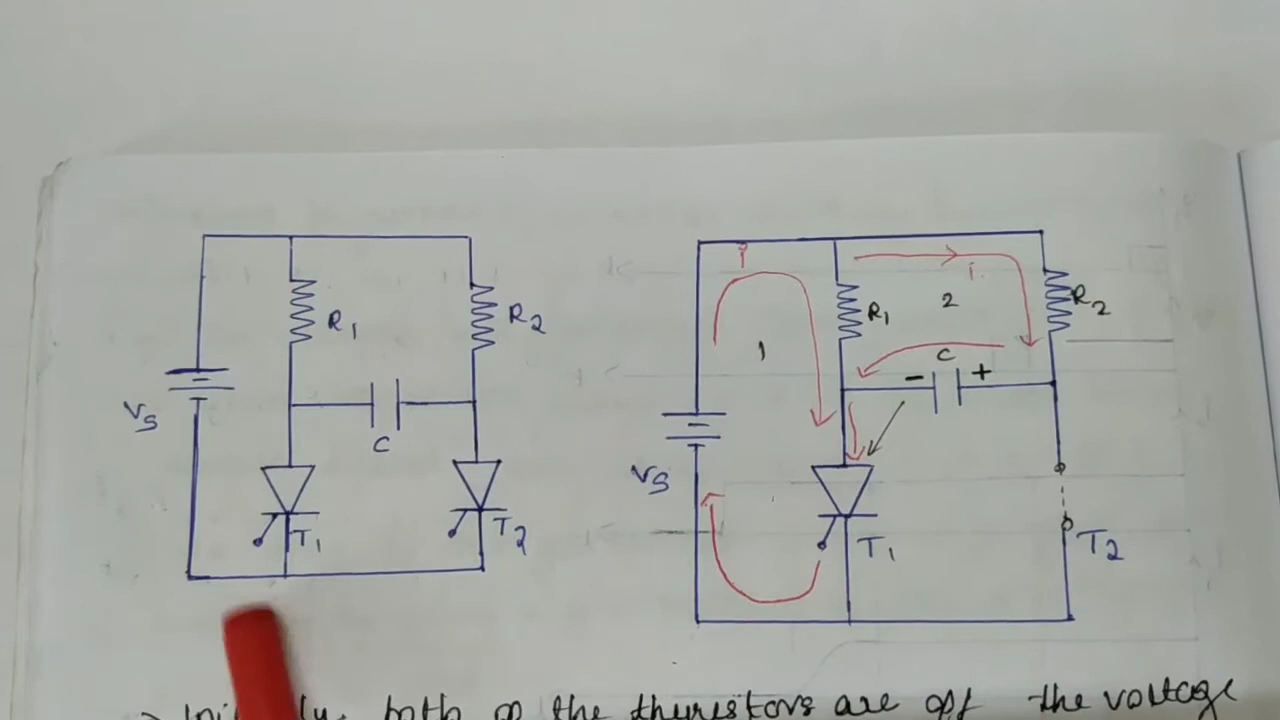 R1
R2
Vs
C
T1
T2
i
1
R1
2
i
R2
C
- +
Vs
T1
T2
both the thyristors are off the voltage